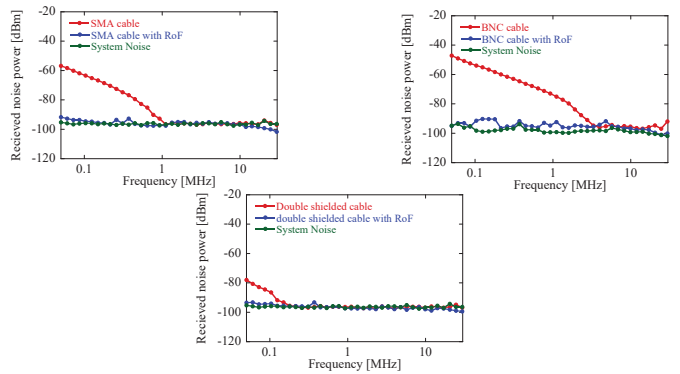 -20
SMA cable
SMA cable with RoF
System Noise
-40
-60
-80
-100
-120
0.1
1
10
Frequency [MHz]
Recieved noise power [dBm]
-20
BNC cable
BNC cable with RoF
System Noise
-40
-60
-80
-100
-120
0.1
1
10
Frequency [MHz]
Recieved noise power [dBm]
-20
Double shielded cable
double shielded cable with RoF
System Noise
-40
-60
-80
-100
-120
0.1
1
10
Frequency [MHz]
Recieved noise power [dBm]